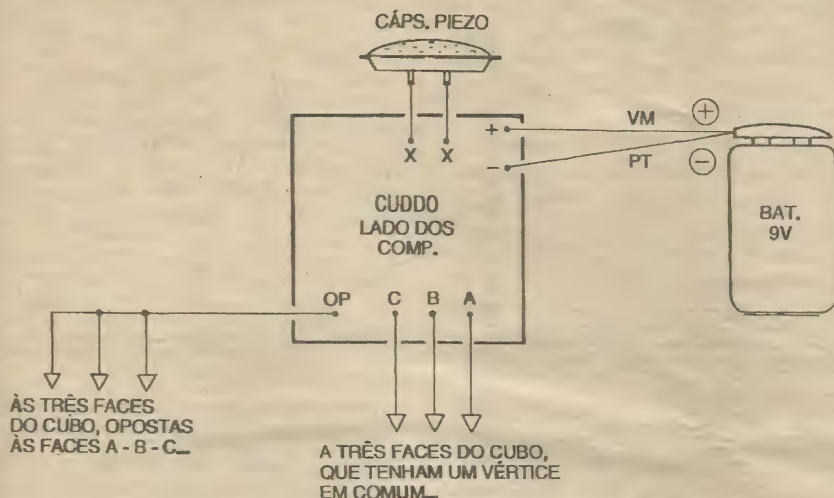 CÁPS. PIEZO
VM
+
+
X X
-
PT
-
CUDDO
LADO DOS
COMP.
BAT.
9V
OP C B A
ÀS TRÊS FACES
DO CUBO, OPOSTAS
ÀS FACES A - B - C...
A TRÊS FACES DO CUBO,
QUE TENHAM UM VÉRTICE
EM COMUM...